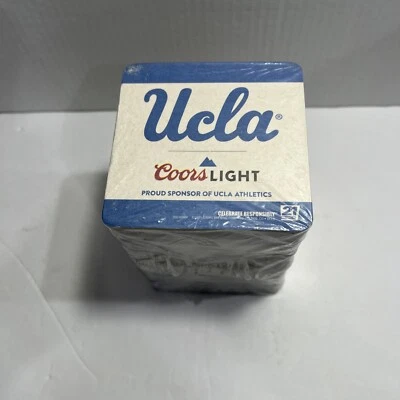 Ucla®
Coors LIGHT
PROUD SPONSOR OF UCLA ATHLETICS
CELEBRATE RESPONSIBLY
21